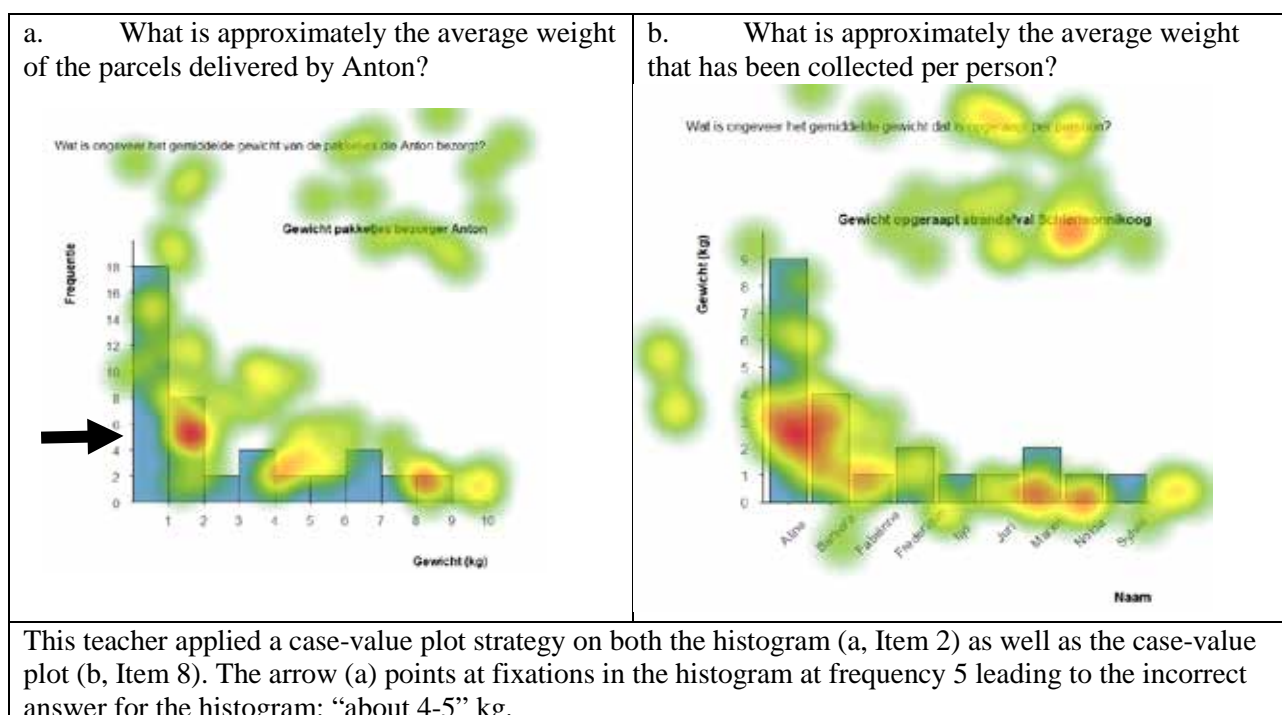 a. What is approximately the average weight
of the parcels delivered by Anton?
b. What is approximately the average weight
that has been collected per person?
Wat is ongeveer het gemiddelde gewicht van de pakketjes die Anton bezorgt?
Gewicht pakketjes bezorger Anton
Frequentie
18
16
14
12
10
8
6
4
2
0
1 2 3 4 5 6 7 8 9 10
Gewicht (kg)
Wat is ongeveer het gemiddelde gewicht dat is opgeraapt per persoon?
Gewicht opgeraapt strandafval Schiermonnikoog
Gewicht (kg)
9
8
7
6
5
4
3
2
1
0
Aline Fabiënne Juri
Naam
This teacher applied a case-value plot strategy on both the histogram (a, Item 2) as well as the case-value
plot (b, Item 8). The arrow (a) points at fixations in the histogram at frequency 5 leading to the incorrect
answer for the histogram: “about 4-5” kg.